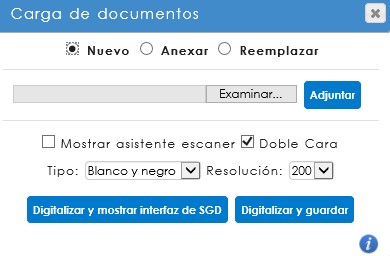 Carga de documentos
Nuevo Anexar Reemplazar
Examinar... Adjuntar
Mostrar asistente escaner Doble Cara
Tipo: Blanco y negro Resolución: 200
Digitalizar y mostrar interfaz de SGD Digitalizar y guardar